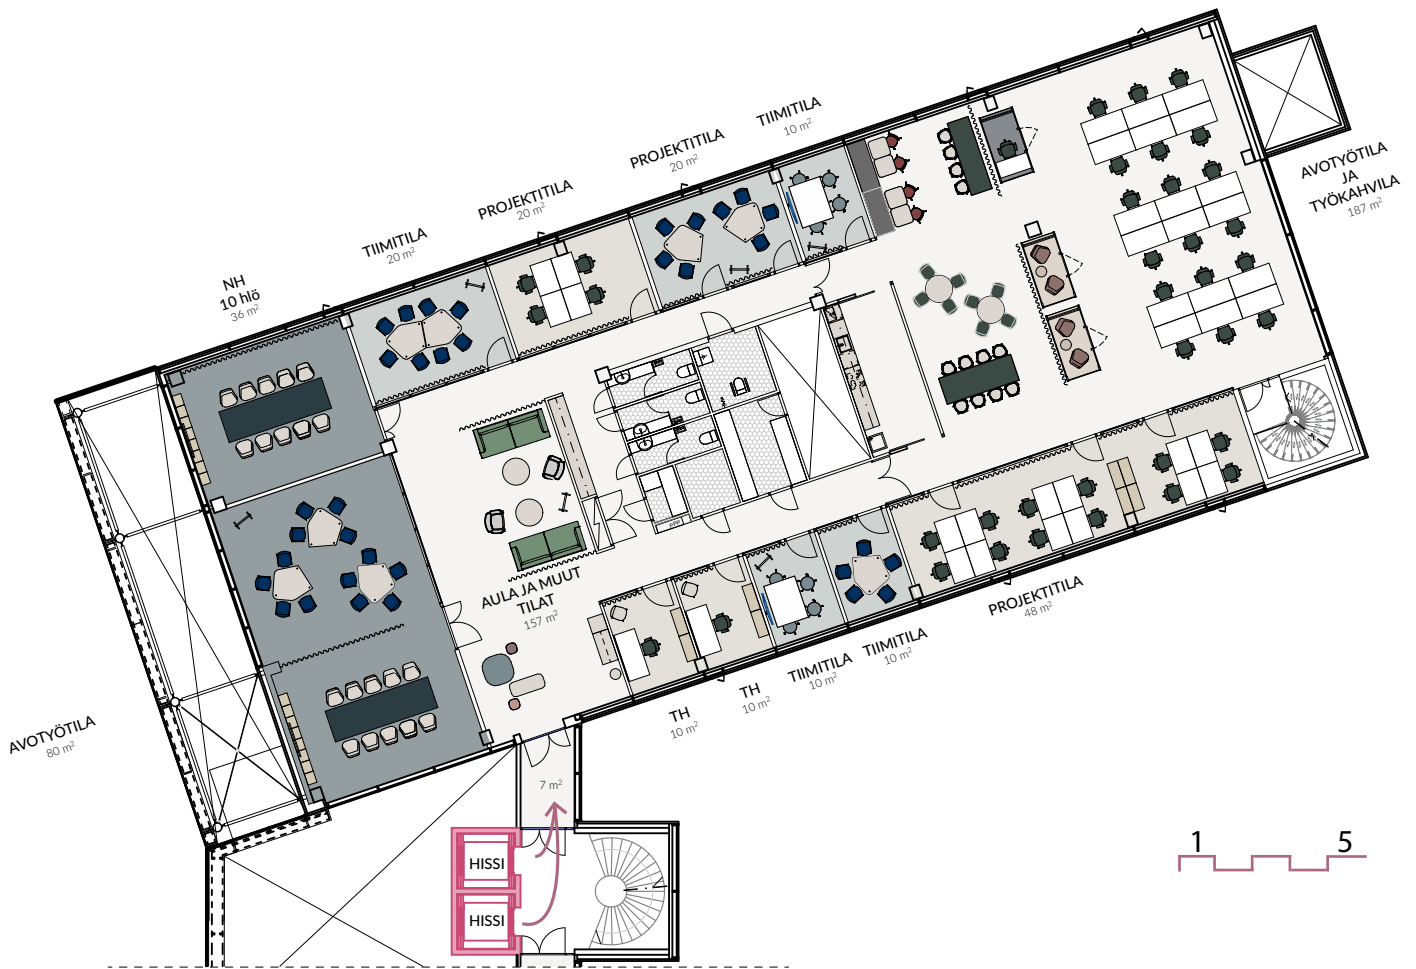 TIIMITILA
10 m²
PROJEKTITILA
20 m²
PROJEKTITILA
20 m²
TIIMITILA
20 m²
NH
10 hlö
36 m²
AVOTYÖTILA
JA
TYÖKAHVILA
187 m²
AULA JA MUUT
TILAT
157 m²
PROJEKTITILA
48 m²
TIIMITILA
10 m²
TIIMITILA
10 m²
TH
10 m²
TH
10 m²
AVOTYÖTILA
80 m²
7 m²
HISSI
HISSI
1 5